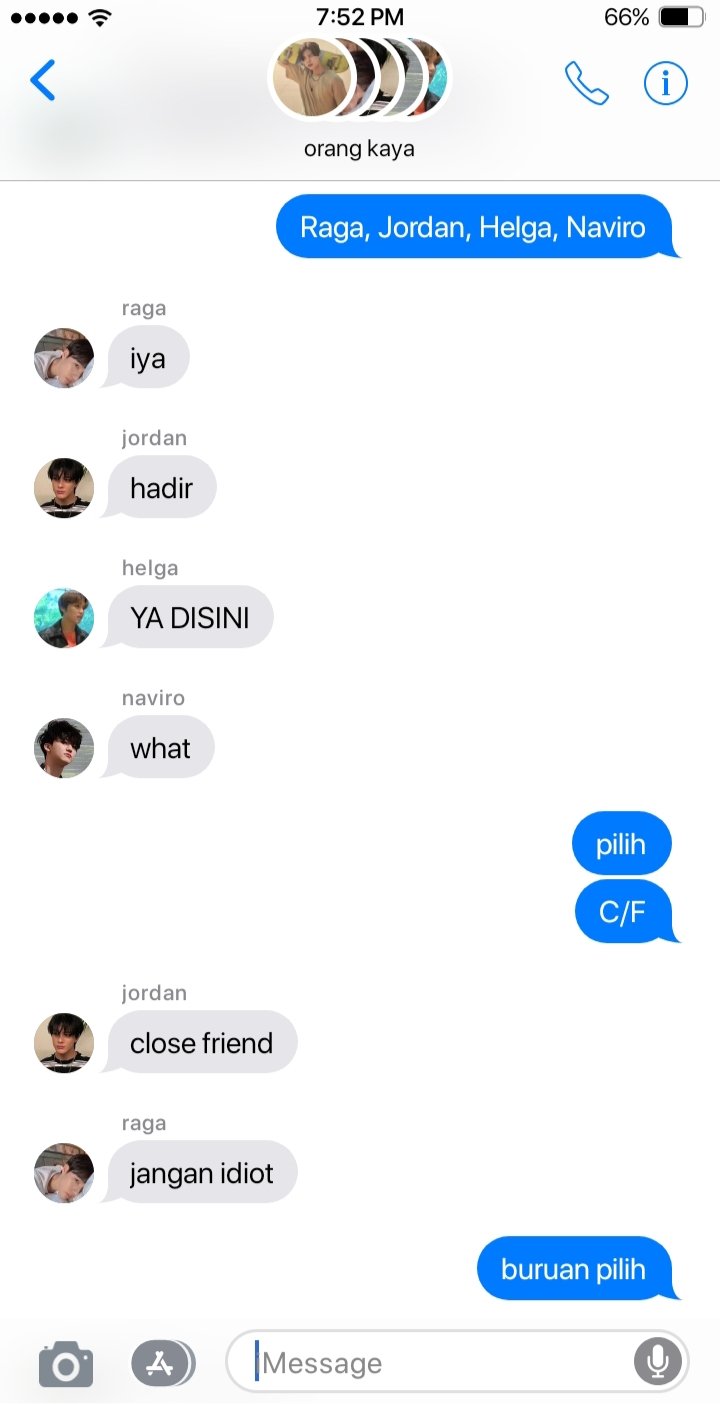 7:52 PM
66%
orang kaya
Raga, Jordan, Helga, Naviro
raga
iya
jordan
hadir
helga
YA DISINI
naviro
what
pilih
C/F
jordan
close friend
raga
jangan idiot
buruan pilih
Message